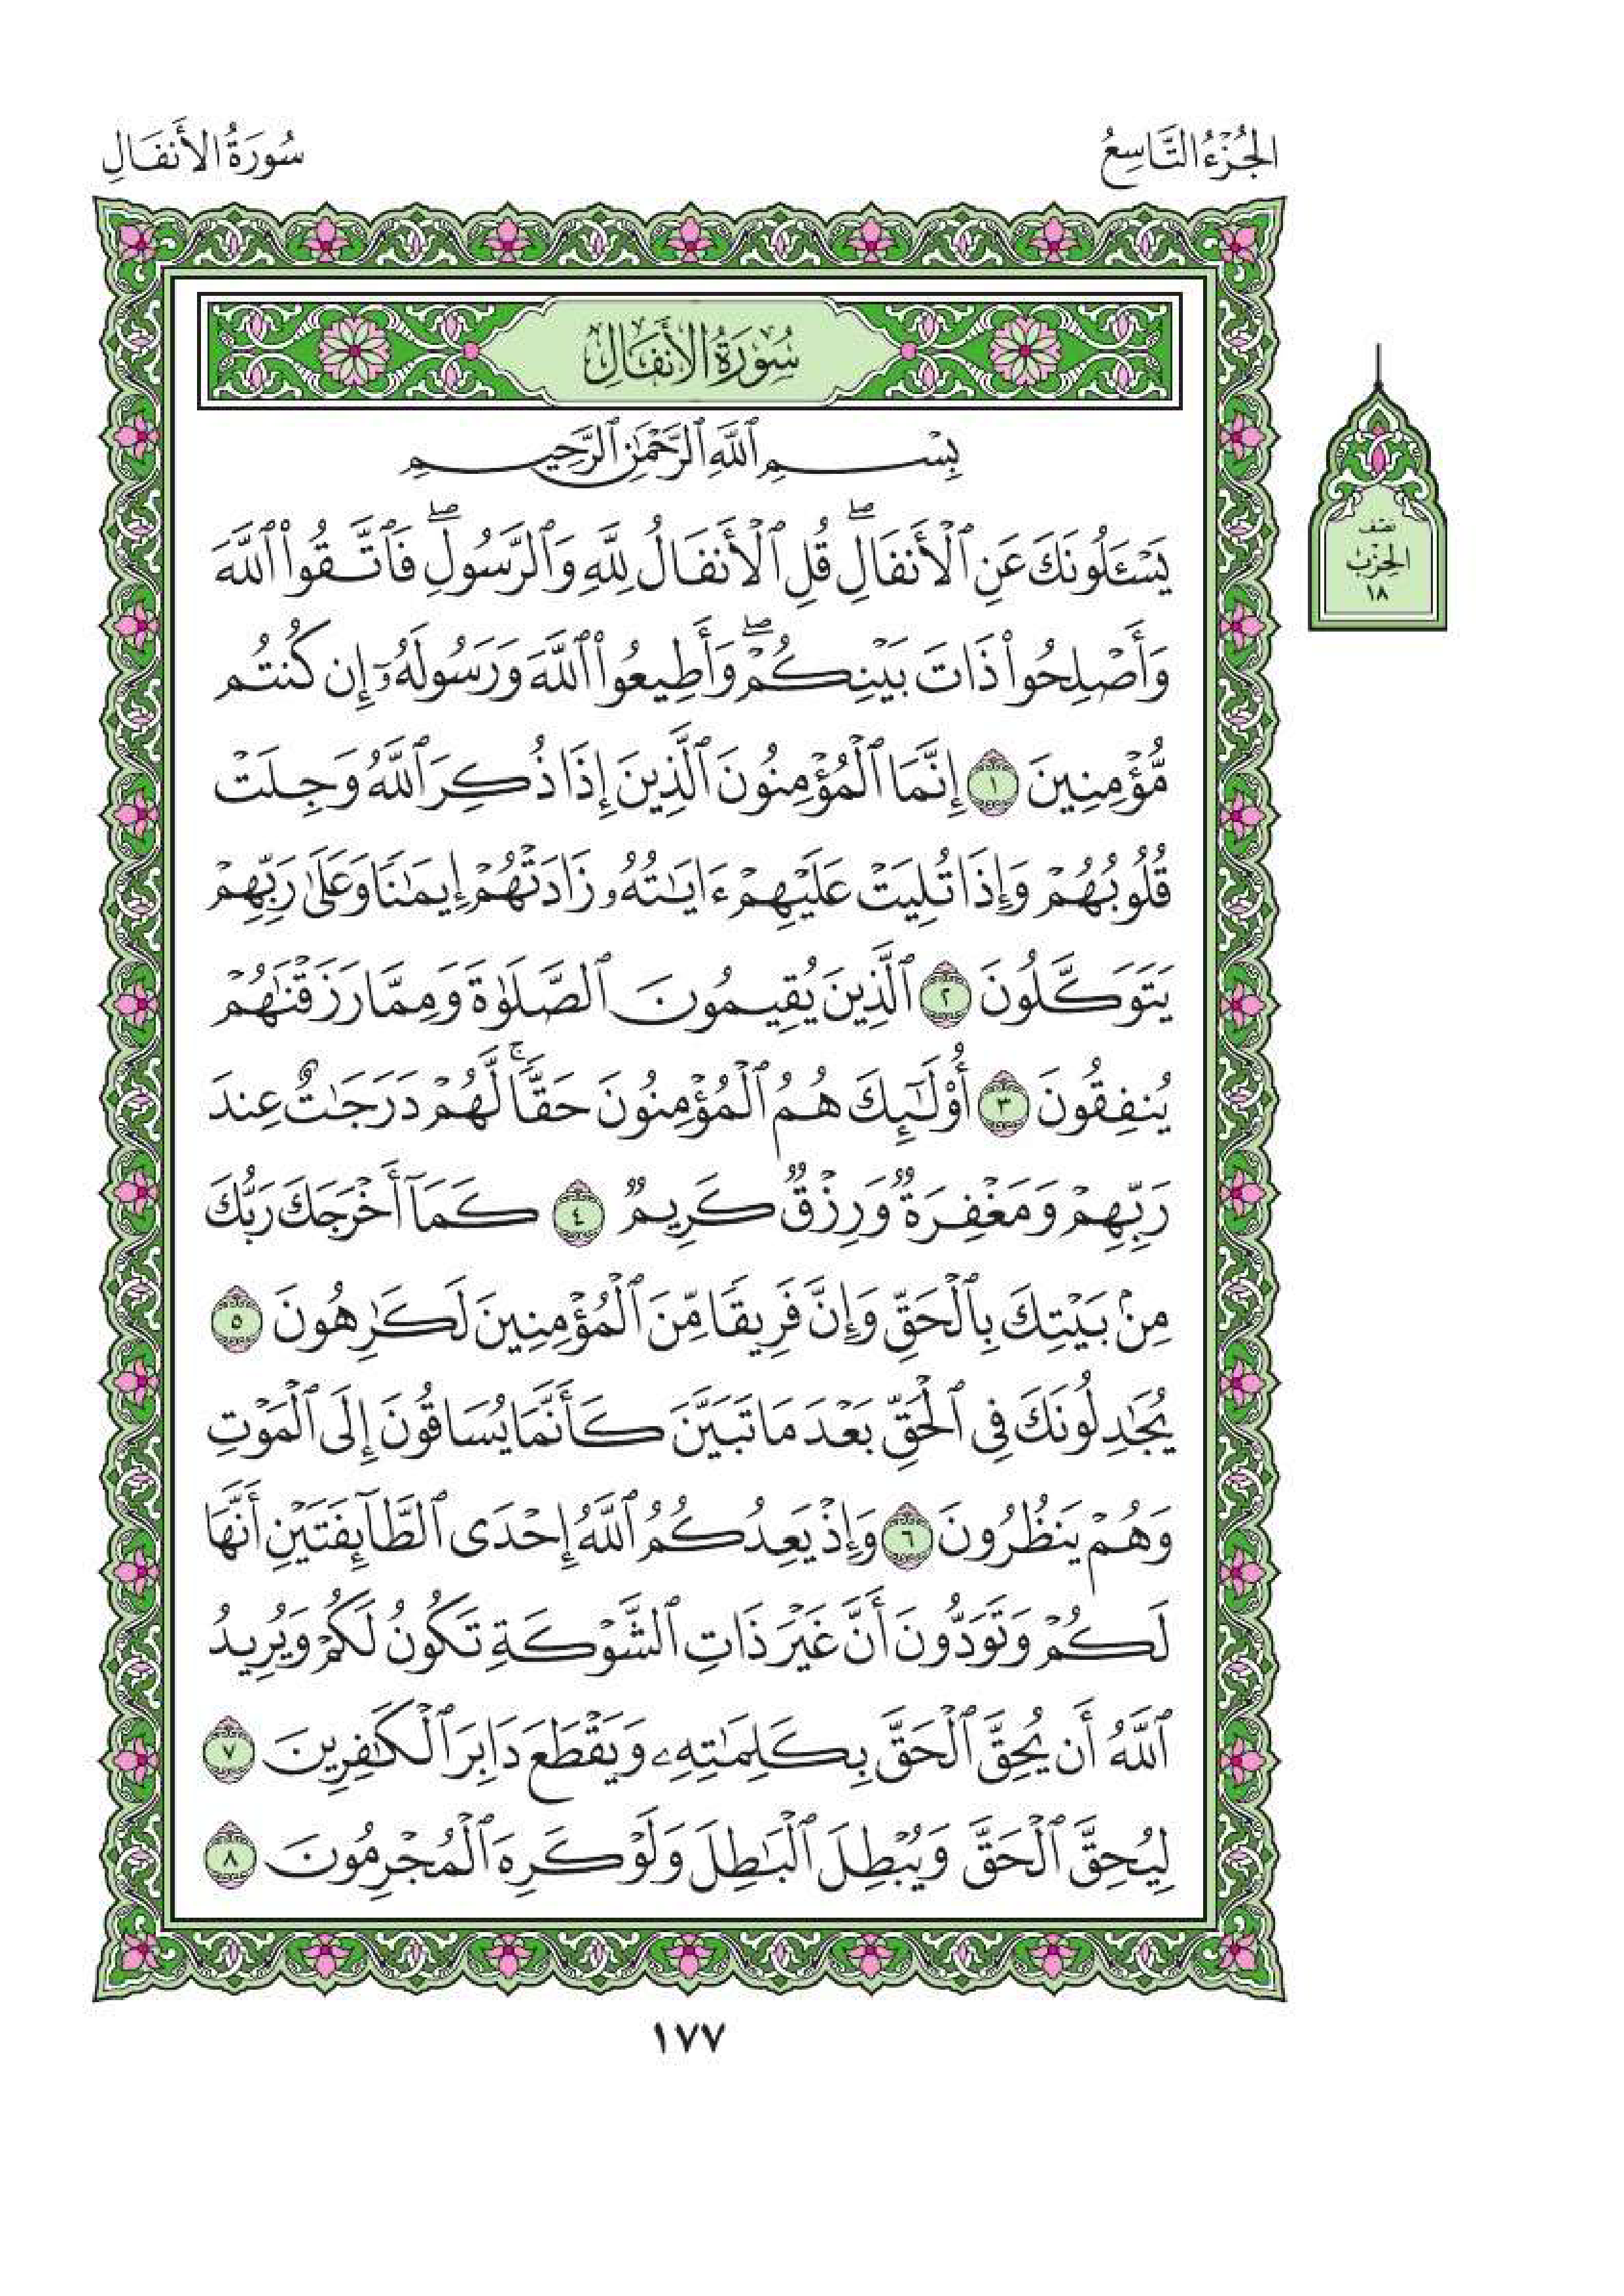 الجُزْءُ التَّاسِعُ
سُورَةُ الأَنفَالِ
سُورَةُ الأَنفَالِ
بِسْمِ ٱللَّهِ ٱلرَّحْمَٰنِ ٱلرَّحِيمِ
نصف
الحِزْب
١٨
يَسْـَٔلُونَكَ عَنِ ٱلْأَنفَالِۖ قُلِ ٱلْأَنفَالُ لِلَّهِ وَٱلرَّسُولِۖ فَٱتَّقُوا۟ ٱللَّهَ
وَأَصْلِحُوا۟ ذَاتَ بَيْنِكُمْۖ وَأَطِيعُوا۟ ٱللَّهَ وَرَسُولَهُۥٓ إِن كُنتُم
مُّؤْمِنِينَ ١ إِنَّمَا ٱلْمُؤْمِنُونَ ٱلَّذِينَ إِذَا ذُكِرَ ٱللَّهُ وَجِلَتْ
قُلُوبُهُمْ وَإِذَا تُلِيَتْ عَلَيْهِمْ ءَايَٰتُهُۥ زَادَتْهُمْ إِيمَٰنًا وَعَلَىٰ رَبِّهِمْ
يَتَوَكَّلُونَ ٢ ٱلَّذِينَ يُقِيمُونَ ٱلصَّلَوٰةَ وَمِمَّا رَزَقْنَٰهُمْ
يُنفِقُونَ ٣ أُو۟لَٰٓئِكَ هُمُ ٱلْمُؤْمِنُونَ حَقًّاۚ لَّهُمْ دَرَجَٰتٌ عِندَ
رَبِّهِمْ وَمَغْفِرَةٌ وَرِزْقٌ كَرِيمٌ ٤ كَمَآ أَخْرَجَكَ رَبُّكَ
مِنۢ بَيْتِكَ بِٱلْحَقِّ وَإِنَّ فَرِيقًا مِّنَ ٱلْمُؤْمِنِينَ لَكَٰرِهُونَ ٥
يُجَٰدِلُونَكَ فِى ٱلْحَقِّ بَعْدَ مَا تَبَيَّنَ كَأَنَّمَا يُسَاقُونَ إِلَى ٱلْمَوْتِ
وَهُمْ يَنظُرُونَ ٦ وَإِذْ يَعِدُكُمُ ٱللَّهُ إِحْدَى ٱلطَّآئِفَتَيْنِ أَنَّهَا
لَكُمْ وَتَوَدُّونَ أَنَّ غَيْرَ ذَاتِ ٱلشَّوْكَةِ تَكُونُ لَكُمْ وَيُرِيدُ
ٱللَّهُ أَن يُحِقَّ ٱلْحَقَّ بِكَلِمَٰتِهِۦ وَيَقْطَعَ دَابِرَ ٱلْكَٰفِرِينَ ٧
لِيُحِقَّ ٱلْحَقَّ وَيُبْطِلَ ٱلْبَٰطِلَ وَلَوْ كَرِهَ ٱلْمُجْرِمُونَ ٨
١٧٧